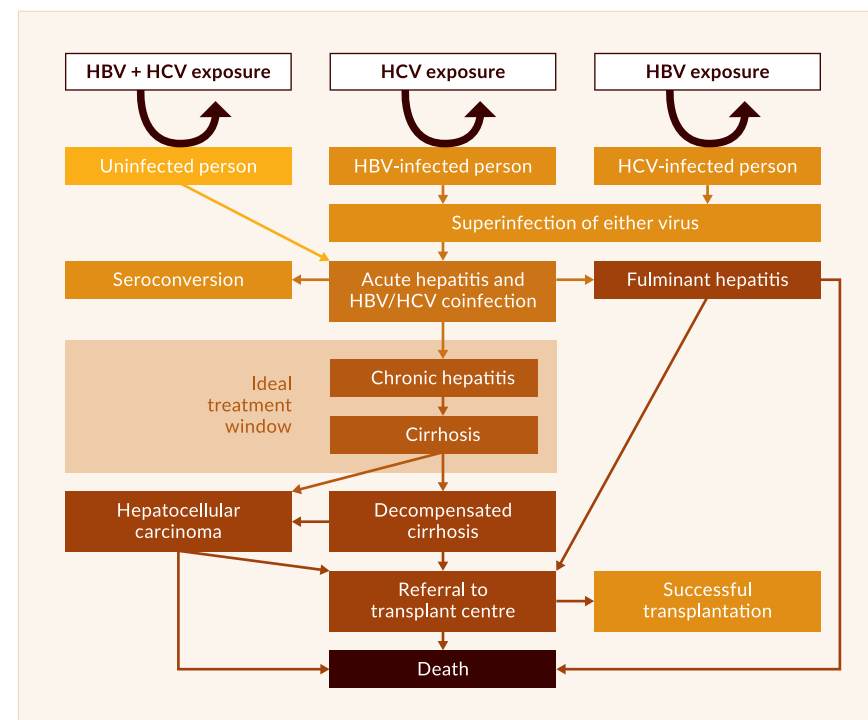 HBV + HCV exposure
HCV exposure
HBV exposure
Uninfected person
HBV-infected person
HCV-infected person
Superinfection of either virus
Seroconversion
Acute hepatitis and
HBV/HCV coinfection
Fulminant hepatitis
Ideal
treatment
window
Chronic hepatitis
Cirrhosis
Hepatocellular
carcinoma
Decompensated
cirrhosis
Referral to
transplant centre
Successful
transplantation
Death